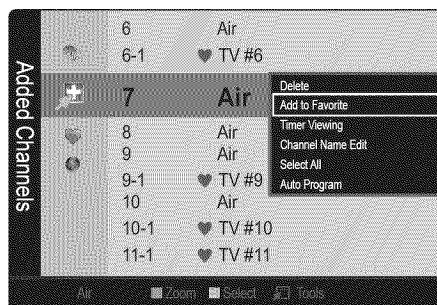 Added Channels
6 Air
6-1 TV #6
7 Air
8 Air
9 Air
9-1 TV #9
10 Air
10-1 TV #10
11-1 TV #11
Delete
Add to Favorite
Timer Viewing
Channel Name Edit
Select All
Auto Program
Air Zoom Select Tools